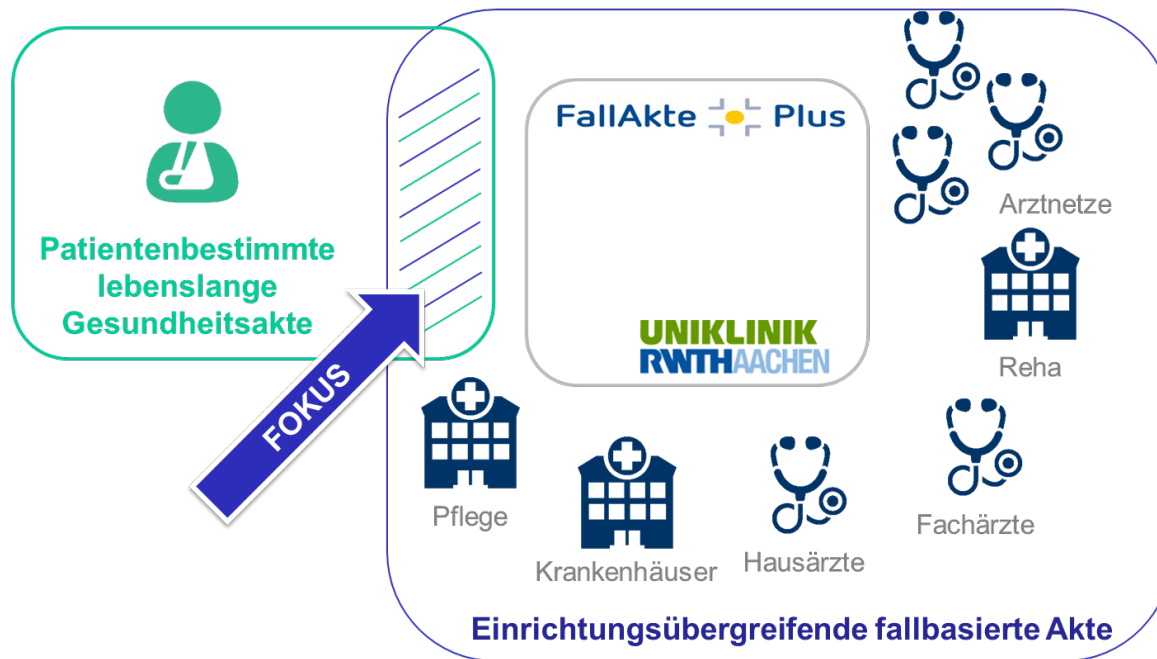 FallAkte Plus
Arztnetze
Patientenbestimmte
lebenslange
Gesundheitsakte
UNIKLINIK
RWTHAACHEN
Reha
FOKUS
Pflege
Krankenhäuser
Hausärzte
Fachärzte
Einrichtungsübergreifende fallbasierte Akte